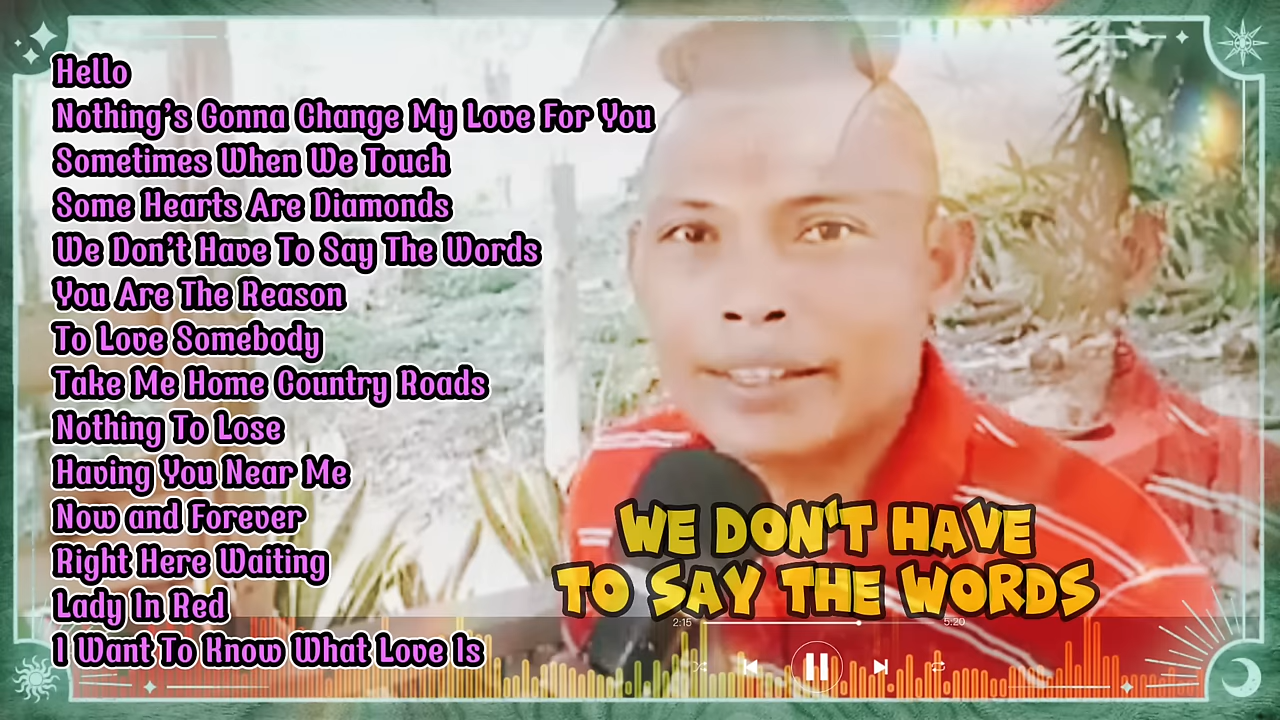 Hello
Nothing's Gonna Change My Love For You
Sometimes When We Touch
Some Hearts Are Diamonds
We Don't Have To Say The Words
You Are The Reason
To Love Somebody
Take Me Home Country Roads
Nothing To Lose
Having You Near Me
Now and Forever
Right Here Waiting
Lady In Red
I Want To Know What Love Is
WE DON'T HAVE
TO SAY THE WORDS
2:15 5:20